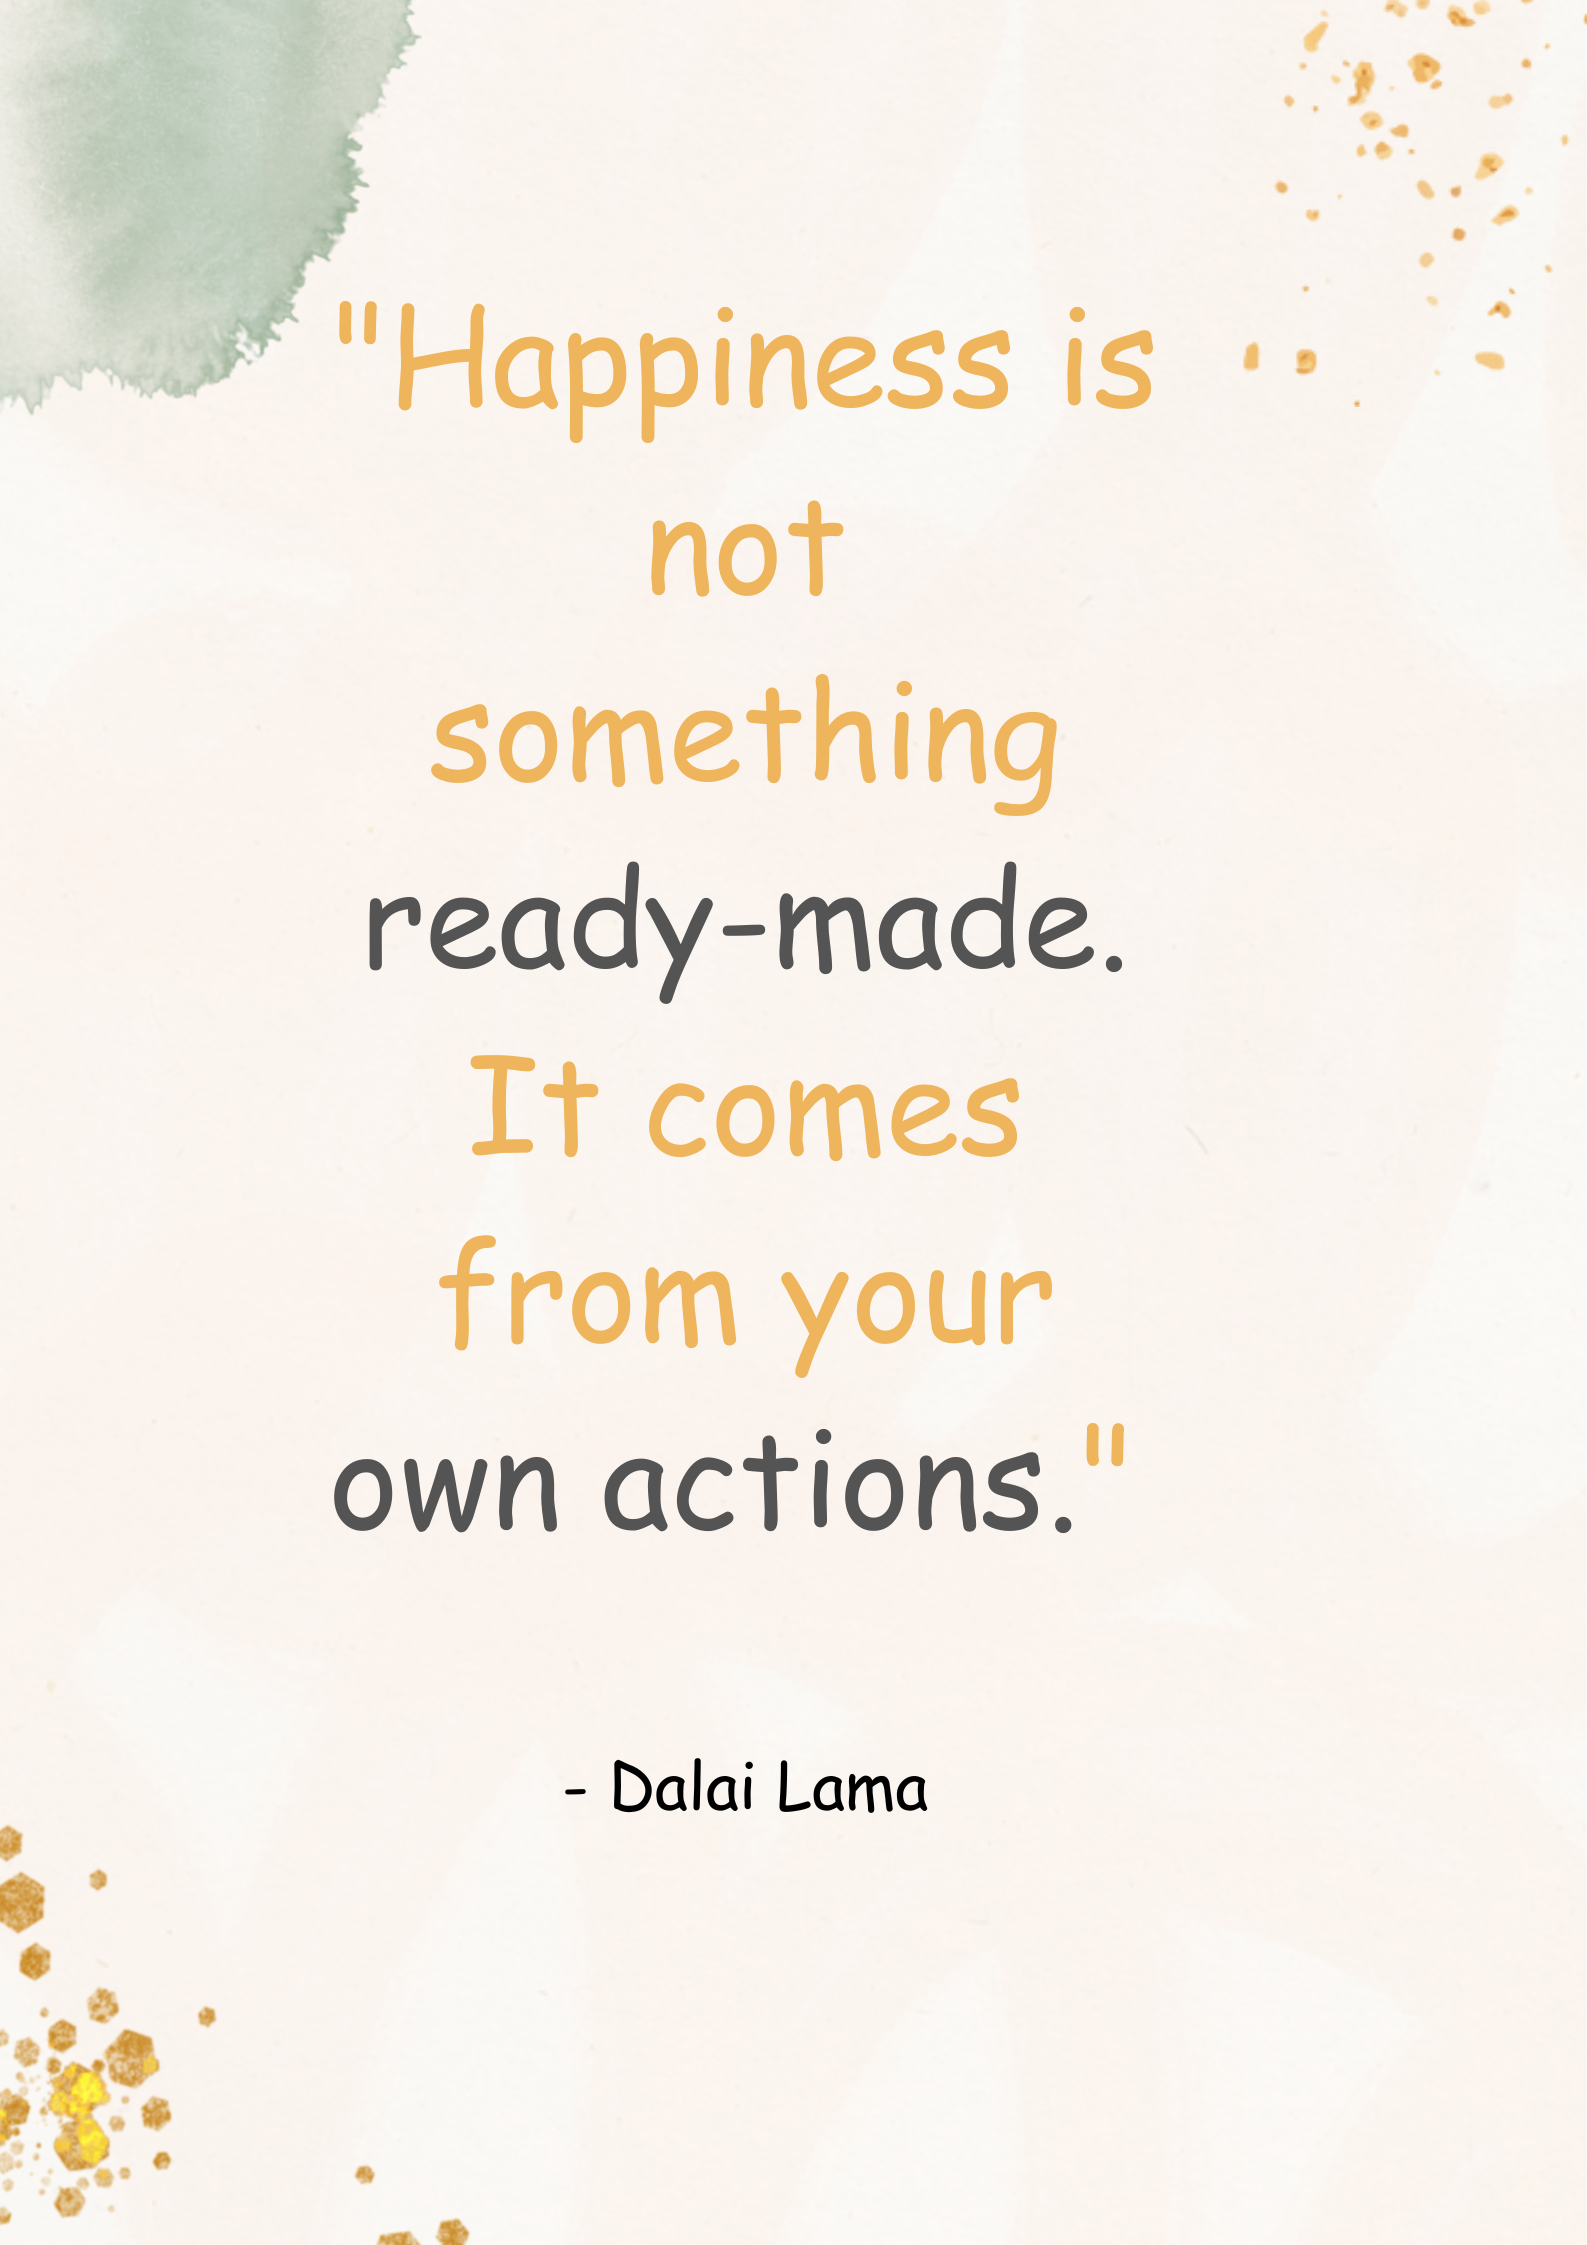 "Happiness is
not
something
ready-made.
It comes
from your
own actions."
- Dalai Lama